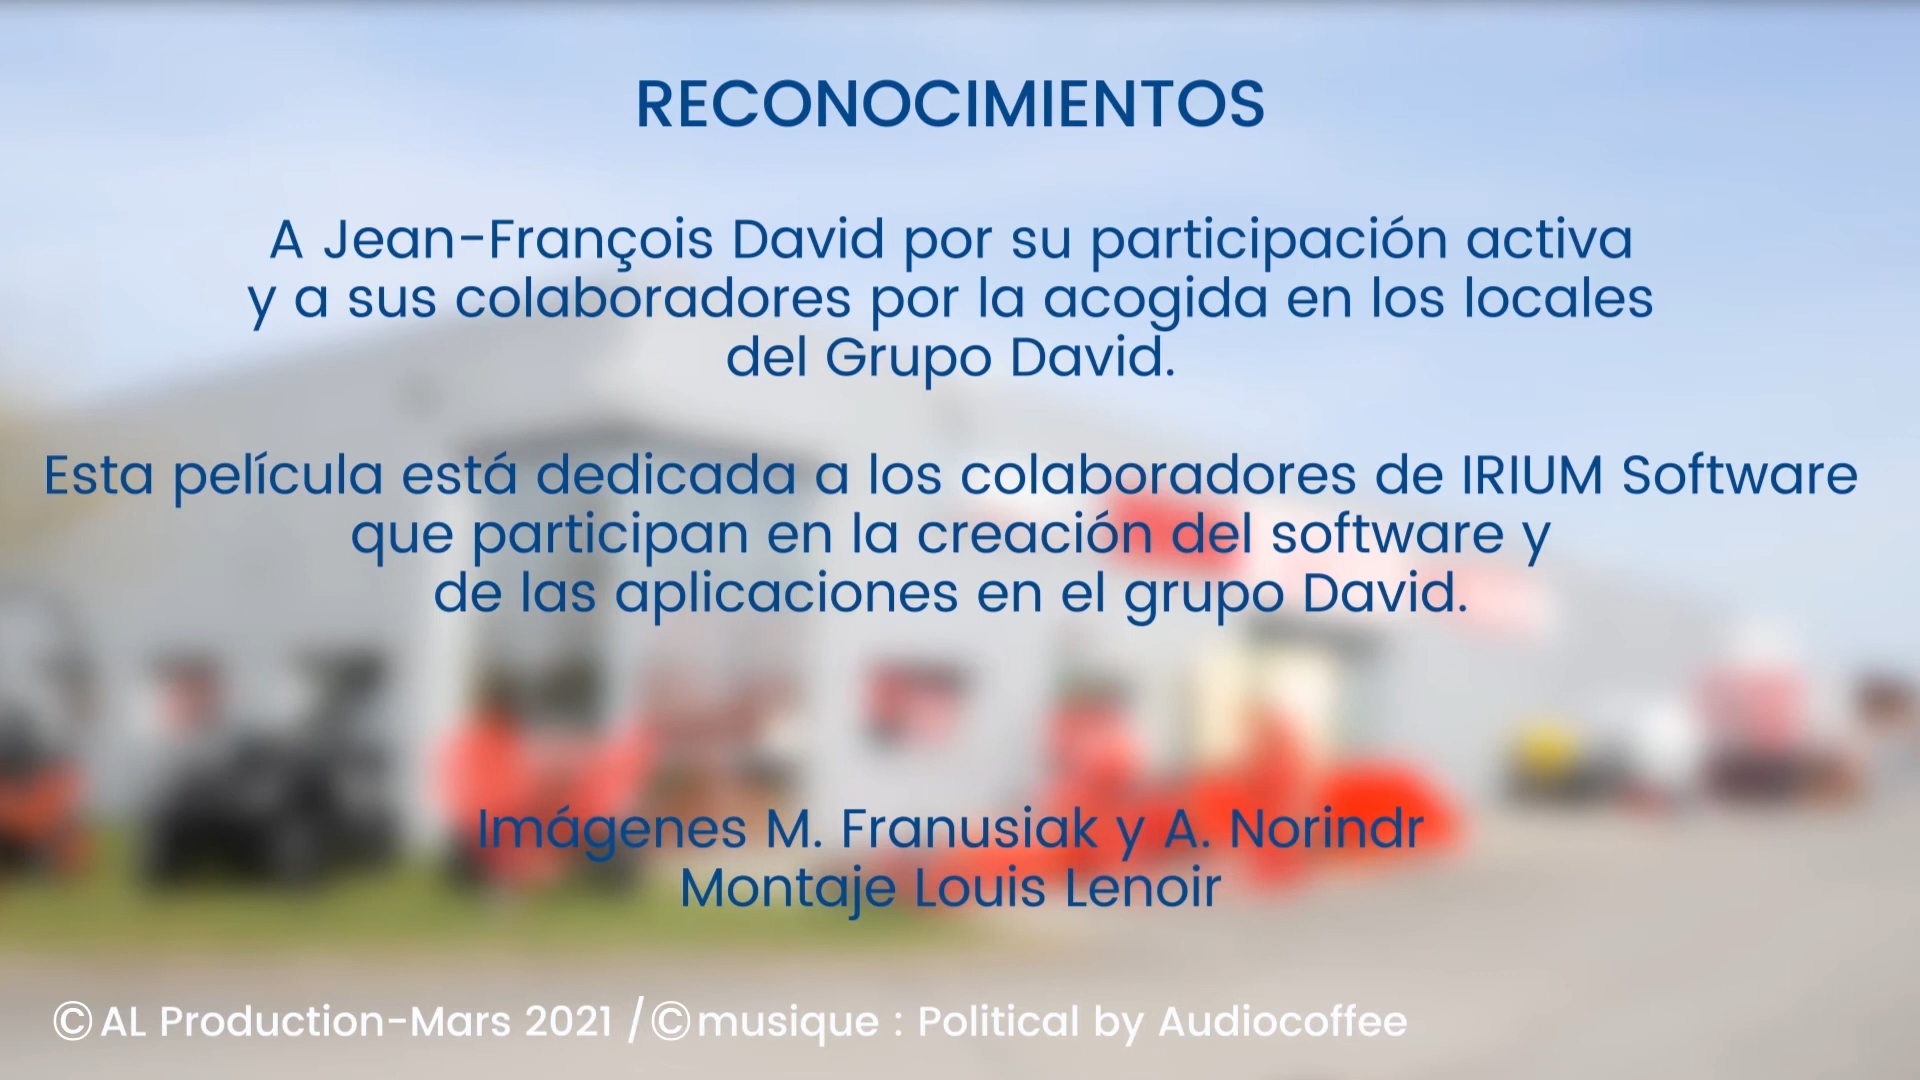 RECONOCIMIENTOS
A Jean-François David por su participación activa
y a sus colaboradores por la acogida en los locales
del Grupo David.
Esta película está dedicada a los colaboradores de IRIUM Software
que participan en la creación del software y
de las aplicaciones en el grupo David.
Imágenes M. Franusiak y A. Norindr
Montaje Louis Lenoir
©AL Production-Mars 2021 /©musique : Political by Audiocoffee